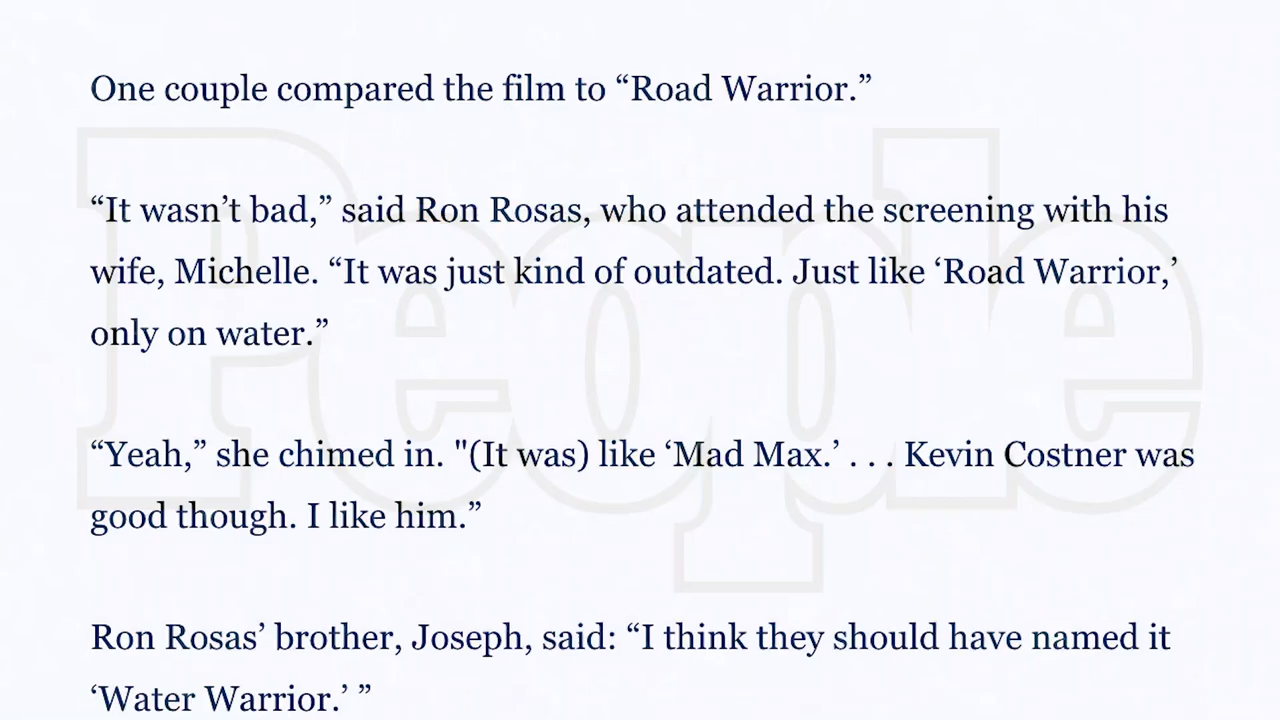 One couple compared the film to “Road Warrior.”
“It wasn’t bad,” said Ron Rosas, who attended the screening with his
wife, Michelle. “It was just kind of outdated. Just like ‘Road Warrior,’
only on water.”
“Yeah,” she chimed in. "(It was) like ‘Mad Max.’ . . . Kevin Costner was
good though. I like him.”
Ron Rosas’ brother, Joseph, said: “I think they should have named it
‘Water Warrior.’ ”
People